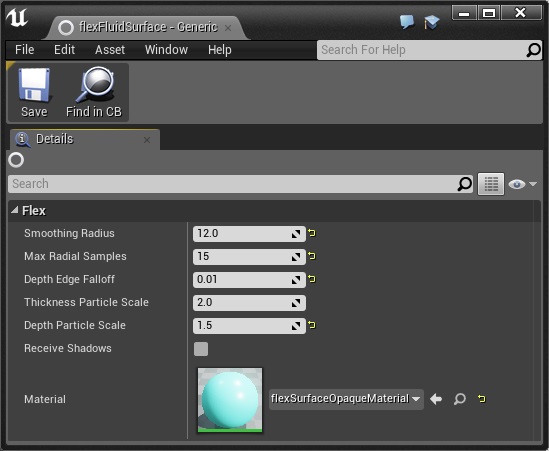 flexFluidSurface - Generic
File Edit Asset Window Help
Search For Help
Save Find in CB
Details
Search
Flex
Smoothing Radius 12.0
Max Radial Samples 15
Depth Edge Falloff 0.01
Thickness Particle Scale 2.0
Depth Particle Scale 1.5
Receive Shadows
Material flexSurfaceOpaqueMaterial